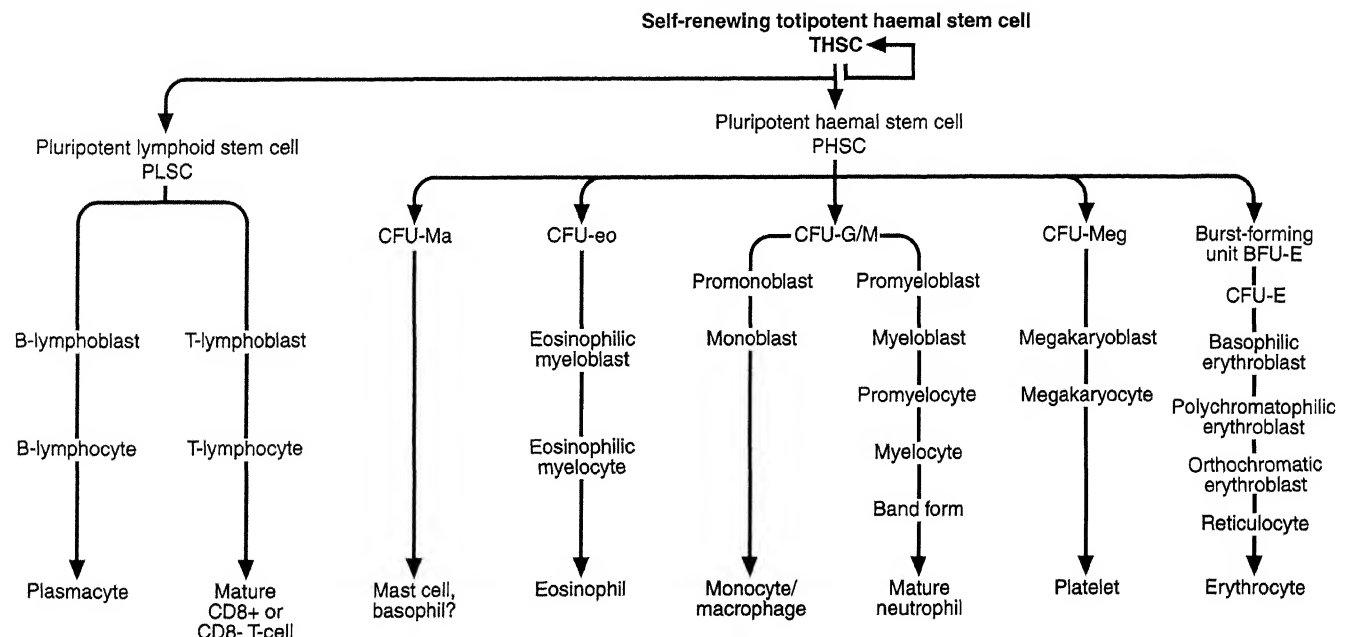 Self-renewing totipotent haemal stem cell
THSC
Pluripotent lymphoid stem cell
PLSC
Pluripotent haemal stem cell
PHSC
CFU-Ma
CFU-eo
CFU-G/M
CFU-Meg
Burst-forming
unit BFU-E
CFU-E
Promonoblast
Promyeloblast
B-lymphoblast
T-lymphoblast
Eosinophilic
myeloblast
Monoblast
Myeloblast
Megakaryoblast
Basophilic
erythroblast
Promyelocyte
Megakaryocyte
Polychromatophilic
erythroblast
B-lymphocyte
T-lymphocyte
Eosinophilic
myelocyte
Myelocyte
Orthochromatic
erythroblast
Band form
Reticulocyte
Plasmacyte
Mature
CD8+ or
CD8- T-cell
Mast cell,
basophil?
Eosinophil
Monocyte/
macrophage
Mature
neutrophil
Platelet
Erythrocyte